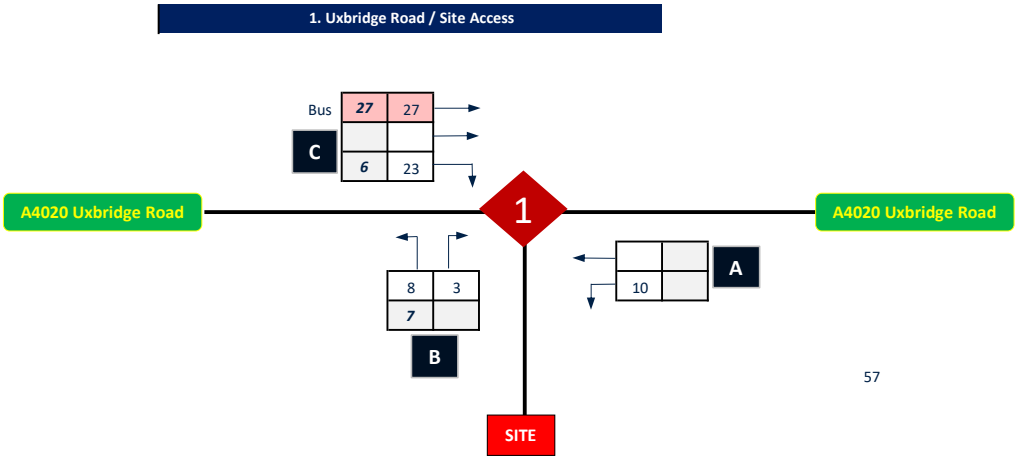 1. Uxbridge Road / Site Access
Bus 27 27
C
6 23
A4020 Uxbridge Road
1
A4020 Uxbridge Road
A
10
8 3
7
B
57
SITE